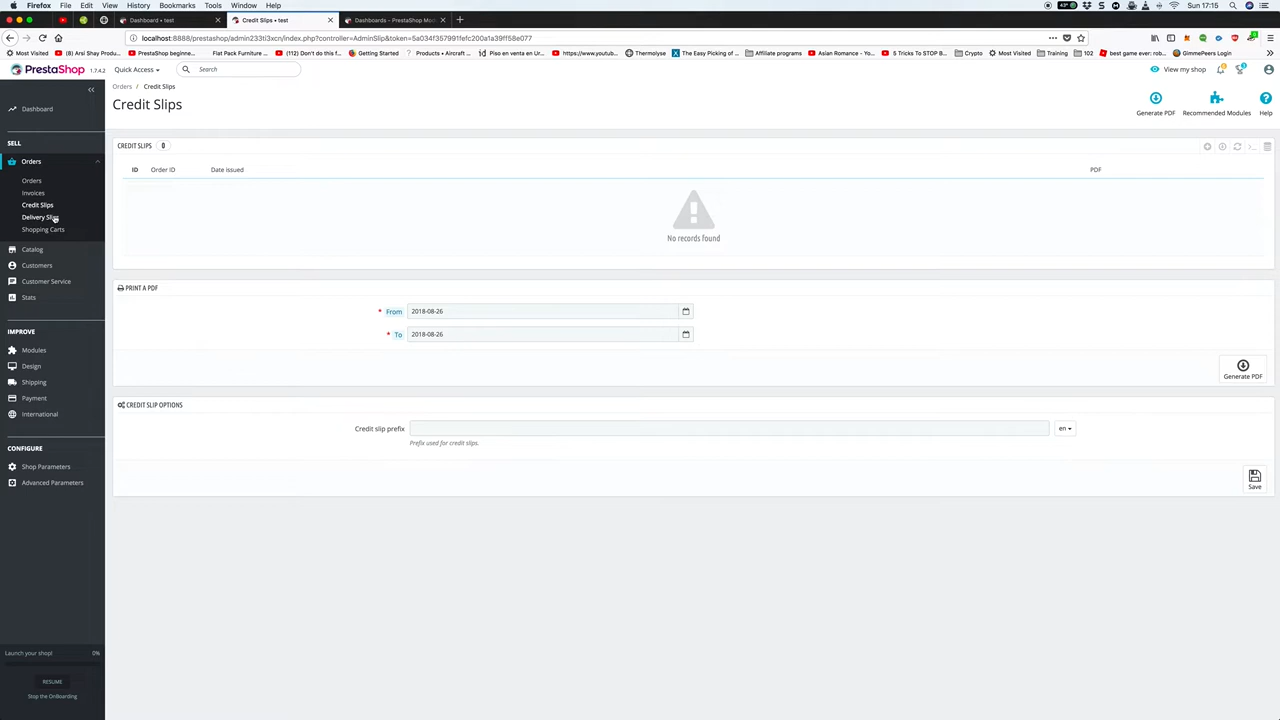 Firefox File Edit View History Bookmarks Tools Window Help
43° Sun 17:15
Dashboard • test
Credit Slips • test
Dashboards - PrestaShop Mod
localhost:8888/prestashop/admin233ti3xcn/index.php?controller=AdminSlip&token=5a034f357991fefc200a1a39ff58e077
Most Visited (8) Arsi Shay Produ PrestaShop beginne... Flat Pack Furniture (112) Don't do this f... Getting Started Products • Aircraft ... Piso en venta en Ur... https://www.youtub... Thermolyse The Easy Picking of ... Affiliate programs Asian Romance - Yo... 5 Tricks To STOP B... Crypto Most Visited Training 102 best game ever: rob... GimmePeers Login
PrestaShop 1.7.4.2 Quick Access Search View my shop
Orders / Credit Slips
Credit Slips
Generate PDF Recommended Modules Help
Dashboard
SELL
Orders
Orders
Invoices
Credit Slips
Delivery Slips
Shopping Carts
Catalog
Customers
Customer Service
Stats
IMPROVE
Modules
Design
Shipping
Payment
International
CONFIGURE
Shop Parameters
Advanced Parameters
Launch your shop! 0%
RESUME
Stop the OnBoarding
CREDIT SLIPS 0
ID Order ID Date issued PDF
No records found
PRINT A PDF
* From 2018-08-26
* To 2018-08-26
Generate PDF
CREDIT SLIP OPTIONS
Credit slip prefix en
Prefix used for credit slips.
Save